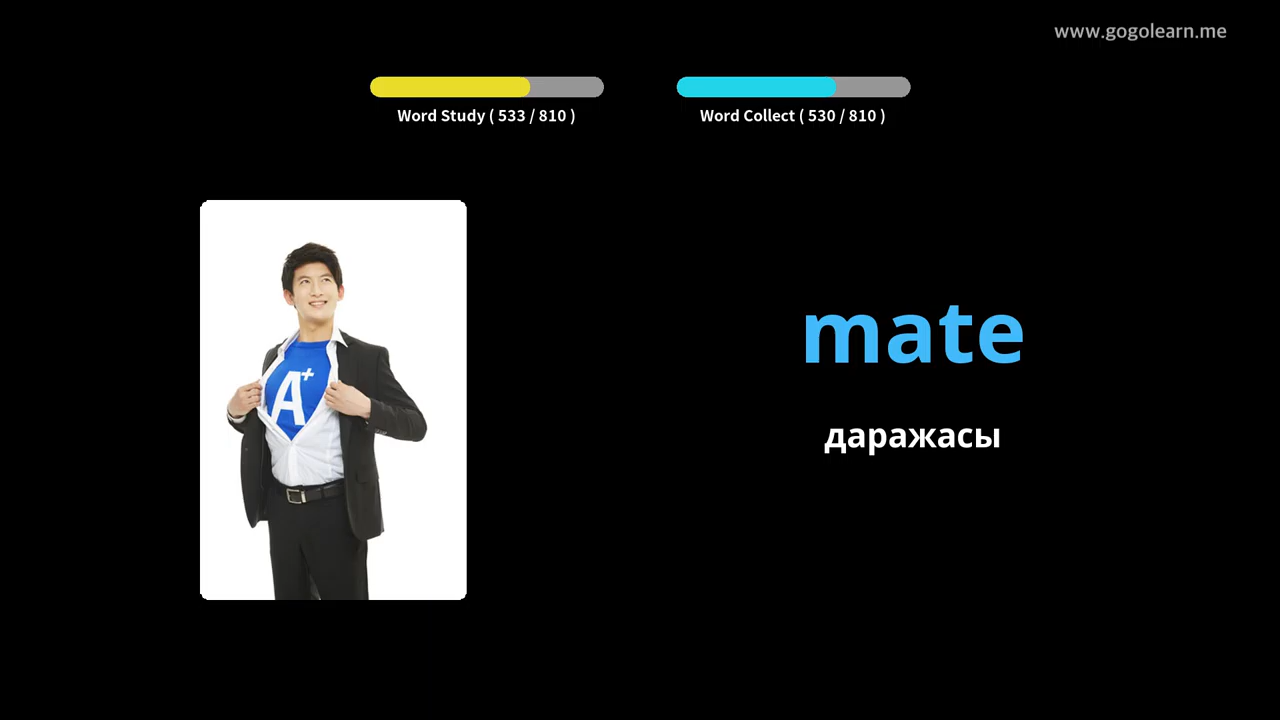 www.gogolearn.me
Word Study ( 533 / 810 )
Word Collect ( 530 / 810 )
A+
mate
даражасы